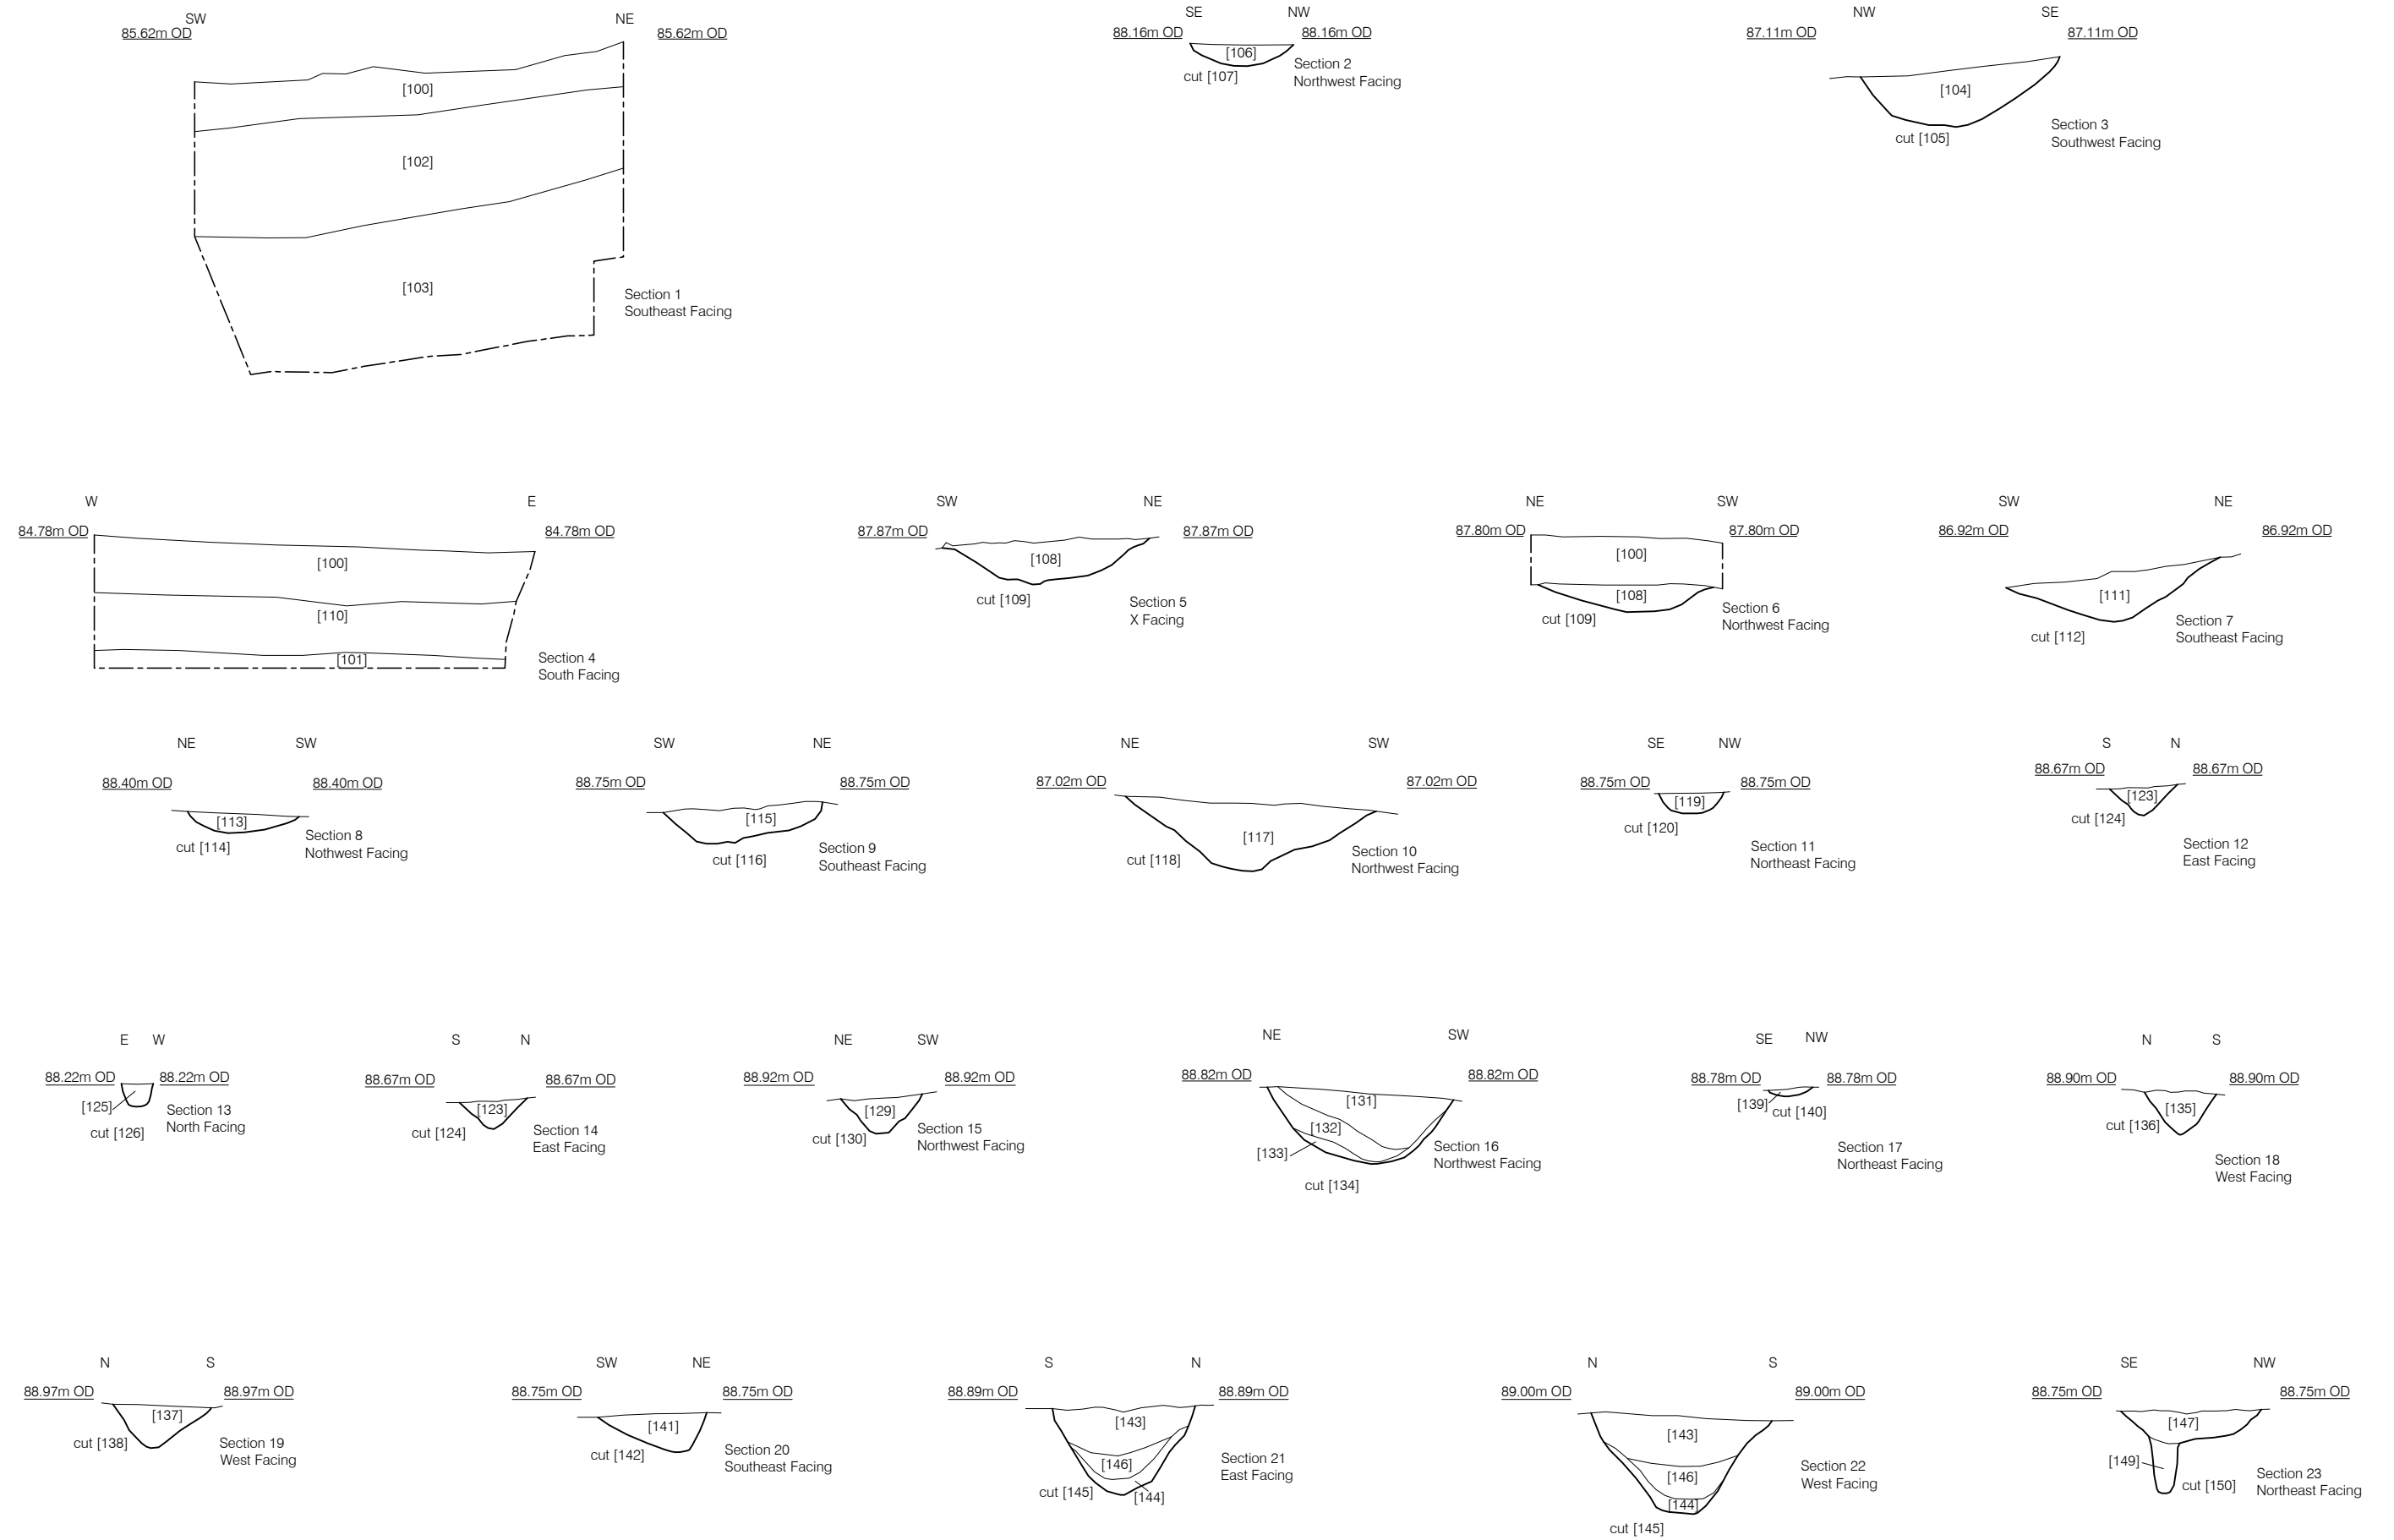 SW NE
85.62m OD 85.62m OD
[100]
[102]
[103]
Section 1
Southeast Facing
SE NW
88.16m OD 88.16m OD
[106]
cut [107]
Section 2
Northwest Facing
NW SE
87.11m OD 87.11m OD
[104]
cut [105]
Section 3
Southwest Facing
W E
84.78m OD 84.78m OD
[100]
[110]
[101]
Section 4
South Facing
SW NE
87.87m OD 87.87m OD
[108]
cut [109]
Section 5
X Facing
NE SW
87.80m OD 87.80m OD
[100]
[108]
cut [109]
Section 6
Northwest Facing
SW NE
86.92m OD 86.92m OD
[111]
cut [112]
Section 7
Southeast Facing
NE SW
88.40m OD 88.40m OD
[113]
cut [114]
Section 8
Nothwest Facing
SW NE
88.75m OD 88.75m OD
[115]
cut [116]
Section 9
Southeast Facing
NE SW
87.02m OD 87.02m OD
[117]
cut [118]
Section 10
Northwest Facing
SE NW
88.75m OD 88.75m OD
[119]
cut [120]
Section 11
Northeast Facing
S N
88.67m OD 88.67m OD
[123]
cut [124]
Section 12
East Facing
E W
88.22m OD 88.22m OD
[125]
cut [126]
Section 13
North Facing
S N
88.67m OD 88.67m OD
[123]
cut [124]
Section 14
East Facing
NE SW
88.92m OD 88.92m OD
[129]
cut [130]
Section 15
Northwest Facing
NE SW
88.82m OD 88.82m OD
[131]
[132]
[133]
cut [134]
Section 16
Northwest Facing
SE NW
88.78m OD 88.78m OD
[139]
cut [140]
Section 17
Northeast Facing
N S
88.90m OD 88.90m OD
[135]
cut [136]
Section 18
West Facing
N S
88.97m OD 88.97m OD
[137]
cut [138]
Section 19
West Facing
SW NE
88.75m OD 88.75m OD
[141]
cut [142]
Section 20
Southeast Facing
S N
88.89m OD 88.89m OD
[143]
[146]
cut [145]
[144]
Section 21
East Facing
N S
89.00m OD 89.00m OD
[143]
[146]
[144]
cut [145]
Section 22
West Facing
SE NW
88.75m OD 88.75m OD
[147]
[149]
cut [150]
Section 23
Northeast Facing